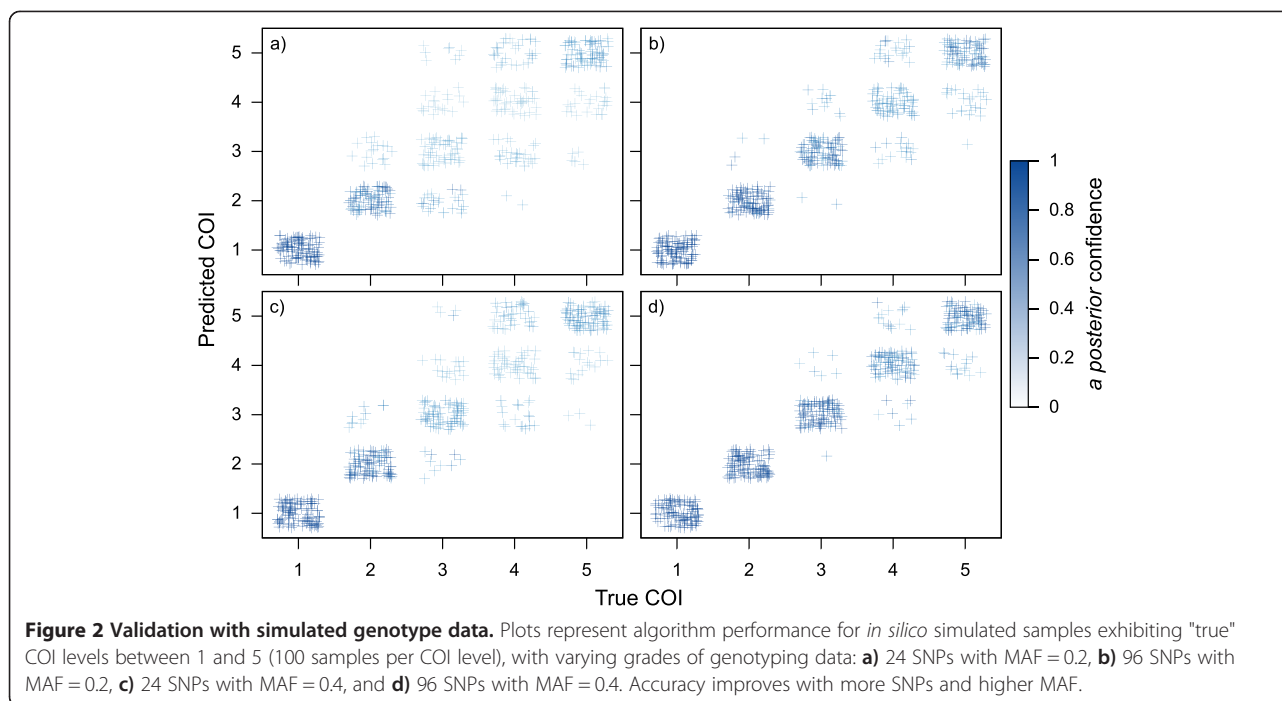 a)
b)
5
4
3
2
1
c)
d)
5
4
3
2
1
Predicted COI
1 2 3 4 5 1 2 3 4 5
True COI
1
0.8
0.6
0.4
0.2
0
a posterior confidence
Figure 2 Validation with simulated genotype data. Plots represent algorithm performance for in silico simulated samples exhibiting "true"
COI levels between 1 and 5 (100 samples per COI level), with varying grades of genotyping data: a) 24 SNPs with MAF = 0.2, b) 96 SNPs with
MAF = 0.2, c) 24 SNPs with MAF = 0.4, and d) 96 SNPs with MAF = 0.4. Accuracy improves with more SNPs and higher MAF.